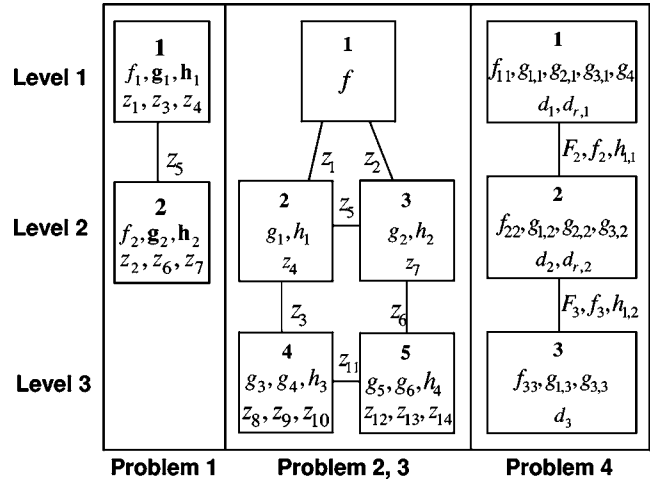 Level 1
Level 2
Level 3
1
f₁, g₁, h₁
z₁, z₃, z₄
z₅
2
f₂, g₂, h₂
z₂, z₆, z₇
Problem 1
1
f
z₁
z₂
2
g₁, h₁
z₄
z₅
3
g₂, h₂
z₇
z₃
z₆
4
g₃, g₄, h₃
z₈, z₉, z₁₀
z₁₁
5
g₅, g₆, h₄
z₁₂, z₁₃, z₁₄
Problem 2, 3
1
f₁₁, g₁,₁, g₂,₁, g₃,₁, g₄
d₁, dᵣ,₁
F₂, f₂, h₁,₁
2
f₂₂, g₁,₂, g₂,₂, g₃,₂
d₂, dᵣ,₂
F₃, f₃, h₁,₂
3
f₃₃, g₁,₃, g₃,₃
d₃
Problem 4